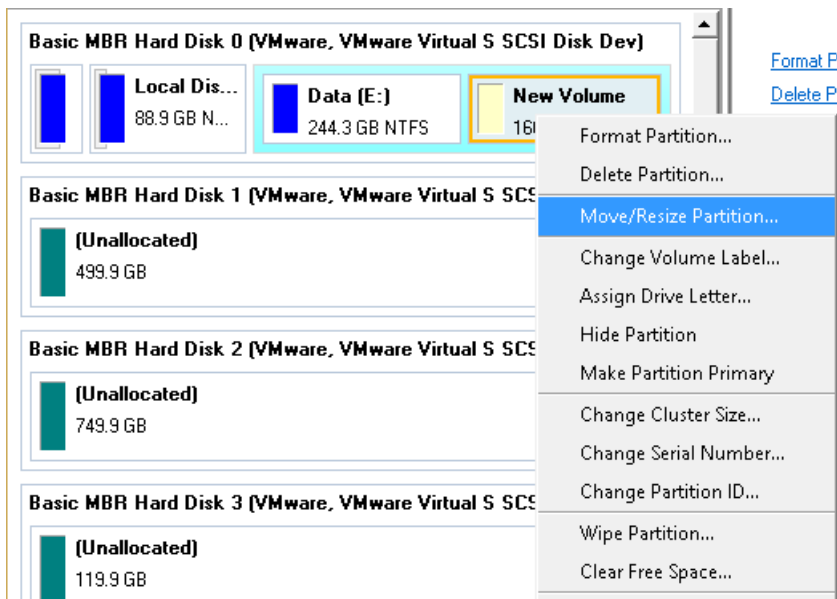 Basic MBR Hard Disk 0 (VMware, VMware Virtual S SCSI Disk Dev)
Local Dis...
88.9 GB N...
Data (E:)
244.3 GB NTFS
New Volume
Format P
Delete P
Format Partition...
Delete Partition...
Move/Resize Partition...
Change Volume Label...
Assign Drive Letter...
Hide Partition
Make Partition Primary
Change Cluster Size...
Change Serial Number...
Change Partition ID...
Wipe Partition...
Clear Free Space...
Basic MBR Hard Disk 1 (VMware, VMware Virtual S SCS
(Unallocated)
499.9 GB
Basic MBR Hard Disk 2 (VMware, VMware Virtual S SCS
(Unallocated)
749.9 GB
Basic MBR Hard Disk 3 (VMware, VMware Virtual S SCS
(Unallocated)
119.9 GB